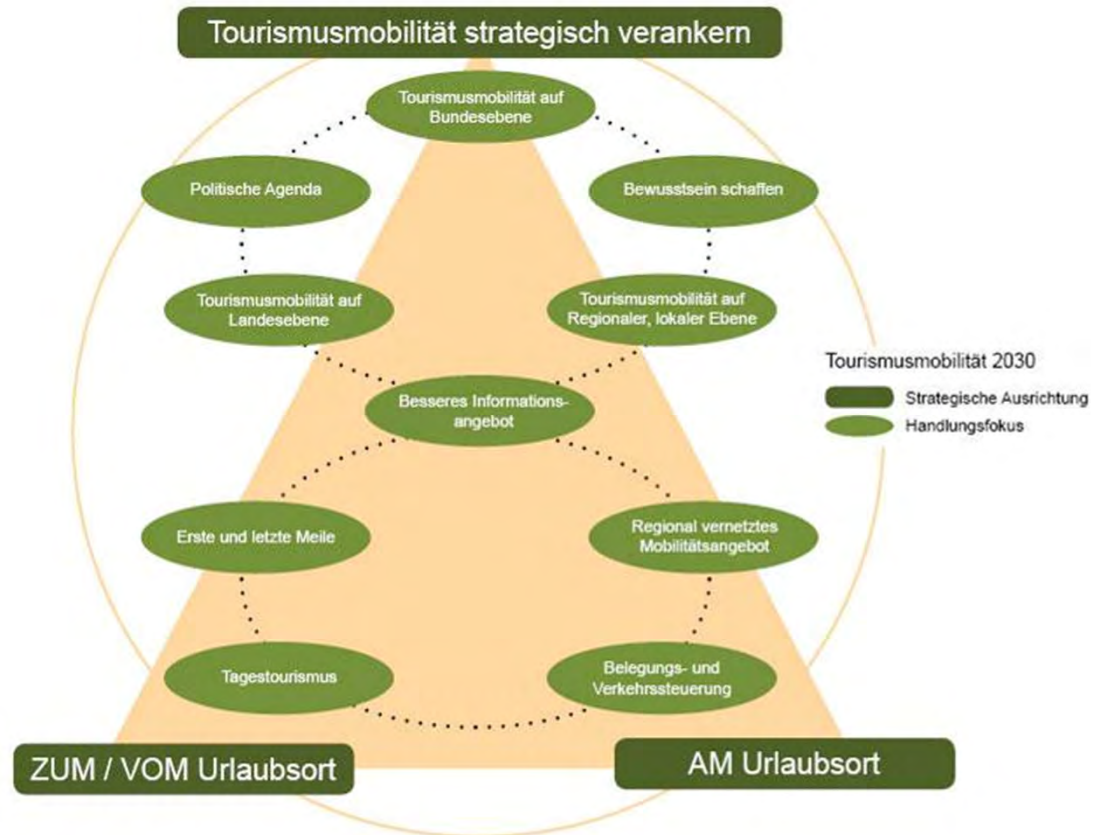 Tourismusmobilität strategisch verankern
Tourismusmobilität auf
Bundesebene
Politische Agenda
Bewusstsein schaffen
Tourismusmobilität auf
Landesebene
Tourismusmobilität auf
Regionaler, lokaler Ebene
Besseres Informations-
angebot
Tourismusmobilität 2030
Strategische Ausrichtung
Handlungsfokus
Erste und letzte Meile
Regional vernetztes
Mobilitätsangebot
Tagestourismus
Belegungs- und
Verkehrssteuerung
ZUM / VOM Urlaubsort
AM Urlaubsort